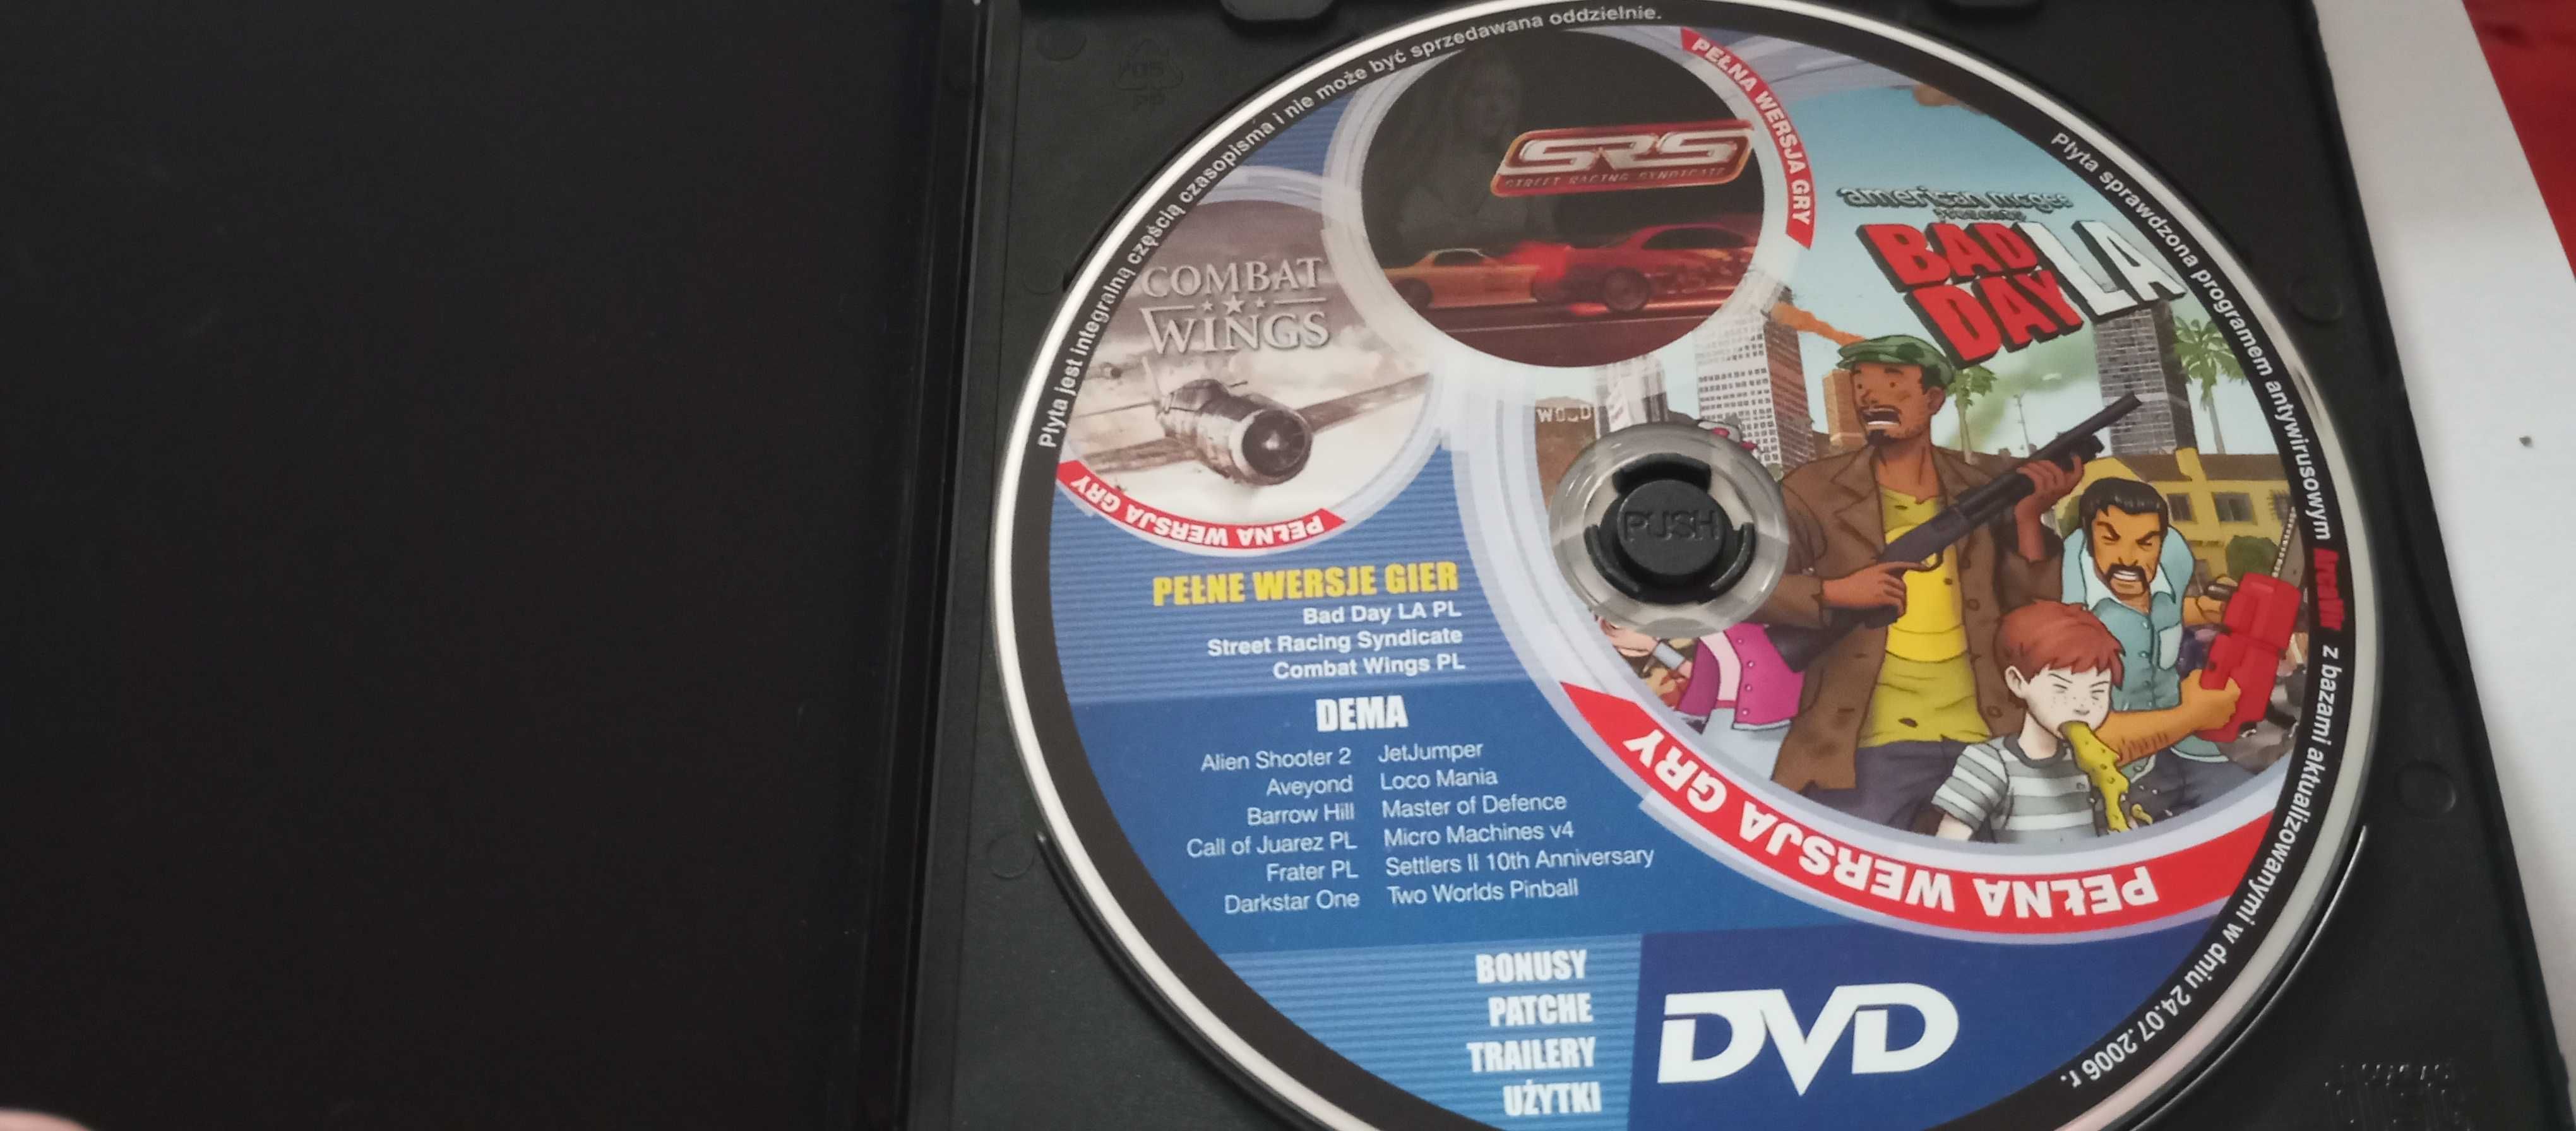 Płyta jest integralną częścią czasopisma i nie może być sprzedawana oddzielnie.
Płyta sprawdzona programem antywirusowym z bazami aktualizowanymi w dniu 24.07.2006 r.
SRS
STREET RACING SYNDICATE
PEŁNA WERSJA GRY
COMBAT
WINGS
PEŁNA WERSJA GRY
american mcgee
presents
BAD
DAY
LA
PUSH
PEŁNA WERSJA GRY
PEŁNE WERSJE GIER
Bad Day LA PL
Street Racing Syndicate
Combat Wings PL
DEMA
Alien Shooter 2 JetJumper
Aveyond Loco Mania
Barrow Hill Master of Defence
Call of Juarez PL Micro Machines v4
Frater PL Settlers II 10th Anniversary
Darkstar One Two Worlds Pinball
BONUSY
PATCHE
TRAILERY
UŻYTKI
DVD